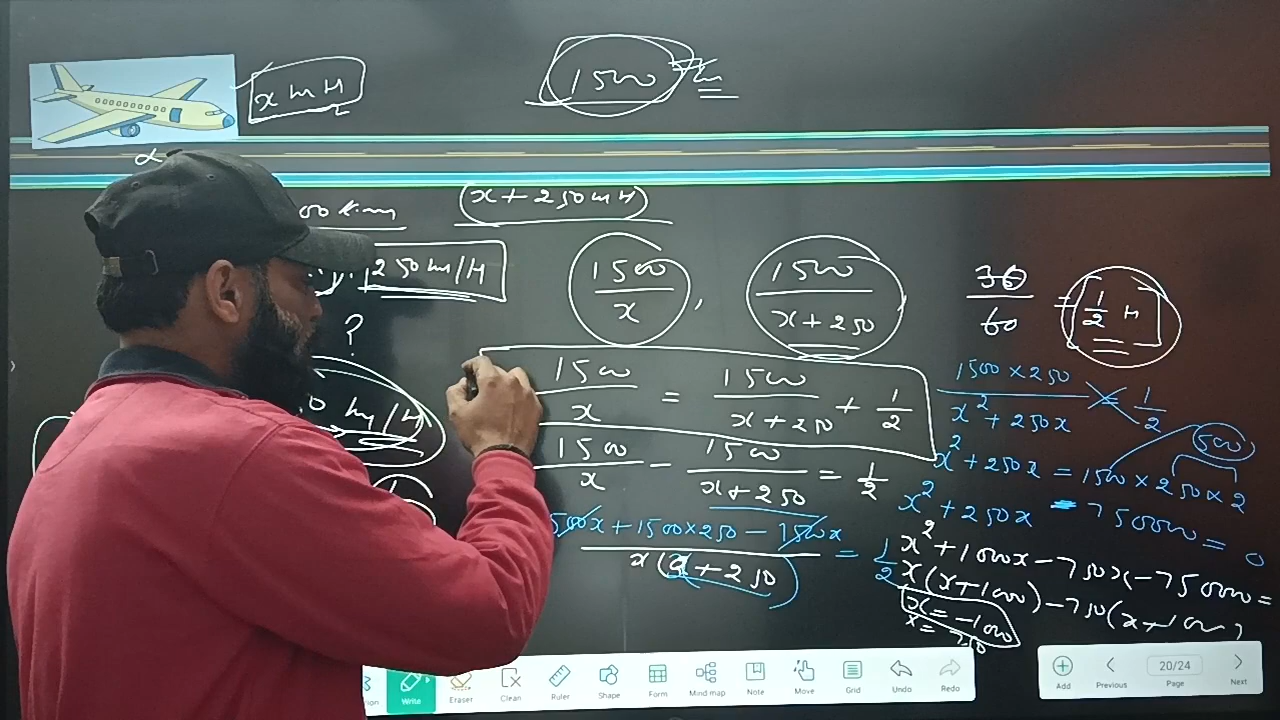 x km H
1500 km
(x + 250 km H)
250 km/H
?
km/H
1500/x , 1500/(x + 250)
30/60 = 1/2 H
1500/x = 1500/(x + 250) + 1/2
1500/x - 1500/(x + 250) = 1/2
1500x + 1500×250 - 1500x / x(x + 250) = 1/2
1500 × 250 / x² + 250x = 1/2
500
x² + 250x = 1500 × 250 × 2
x² + 250x - 750000 = 0
x² + 1000x - 750x - 750000 =
x(x + 1000) - 750(x + 1000)
x = -1000
x = 750
Write
Eraser
Clean
Ruler
Shape
Form
Mind map
Note
Move
Grid
Undo
Redo
Add
Previous
20/24
Page
Next